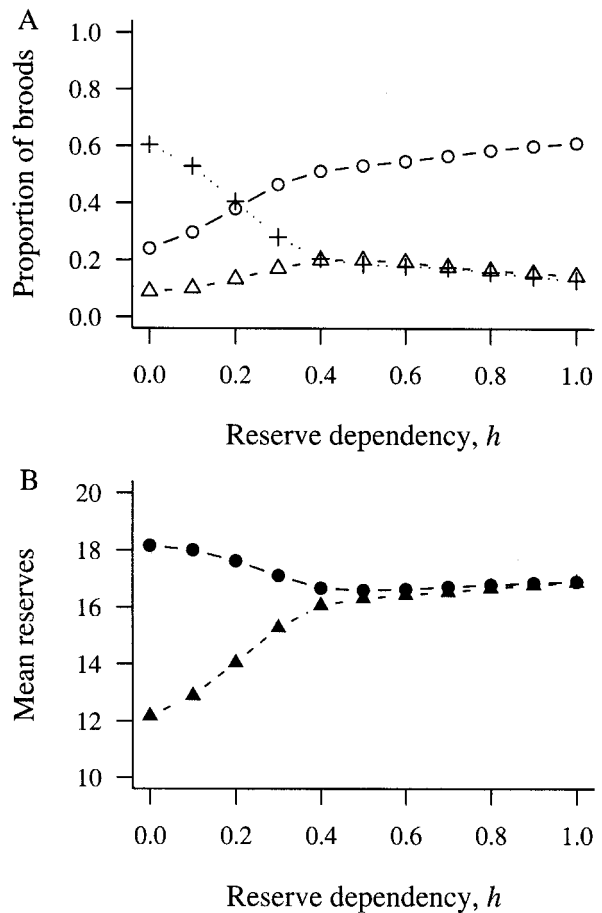 A
Proportion of broods
1.0
0.8
0.6
0.4
0.2
0.0
0.0 0.2 0.4 0.6 0.8 1.0
Reserve dependency, h
B
Mean reserves
20
18
16
14
12
10
0.0 0.2 0.4 0.6 0.8 1.0
Reserve dependency, h